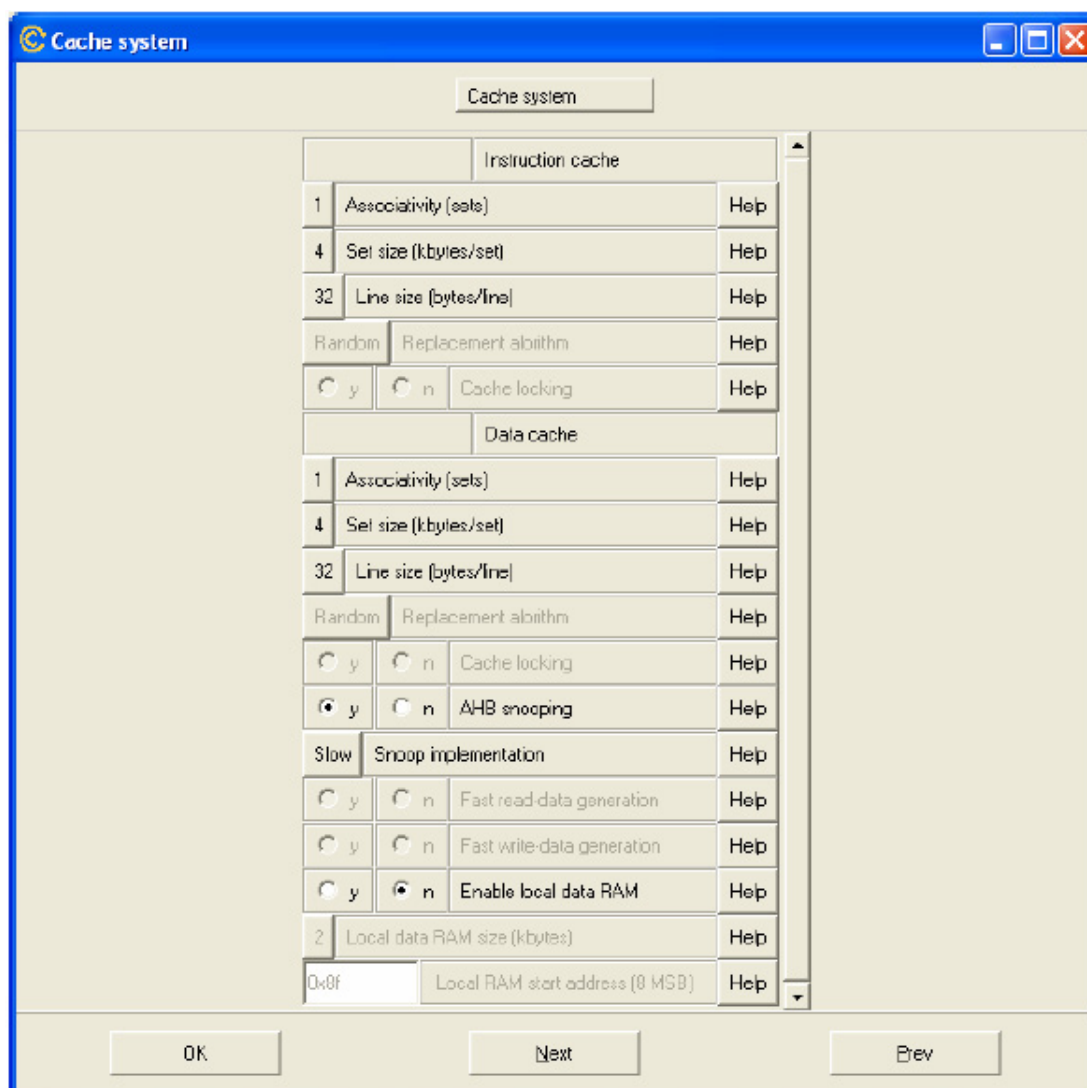 Cache system
Cache system
Instruction cache
1 Associativity (sets) Help
4 Set size (kbytes/set) Help
32 Line size (bytes/line) Help
Random Replacement alorithm Help
y n Cache locking Help
Data cache
1 Associativity (sets) Help
4 Set size (kbytes/set) Help
32 Line size (bytes/line) Help
Random Replacement alorithm Help
y n Cache locking Help
y n AHB snooping Help
Slow Snoop implementation Help
y n Fast read-data generation Help
y n Fast write-data generation Help
y n Enable local data RAM Help
2 Local data RAM size (kbytes) Help
0x8f Local RAM start address (8 MSB) Help
OK Next Prev